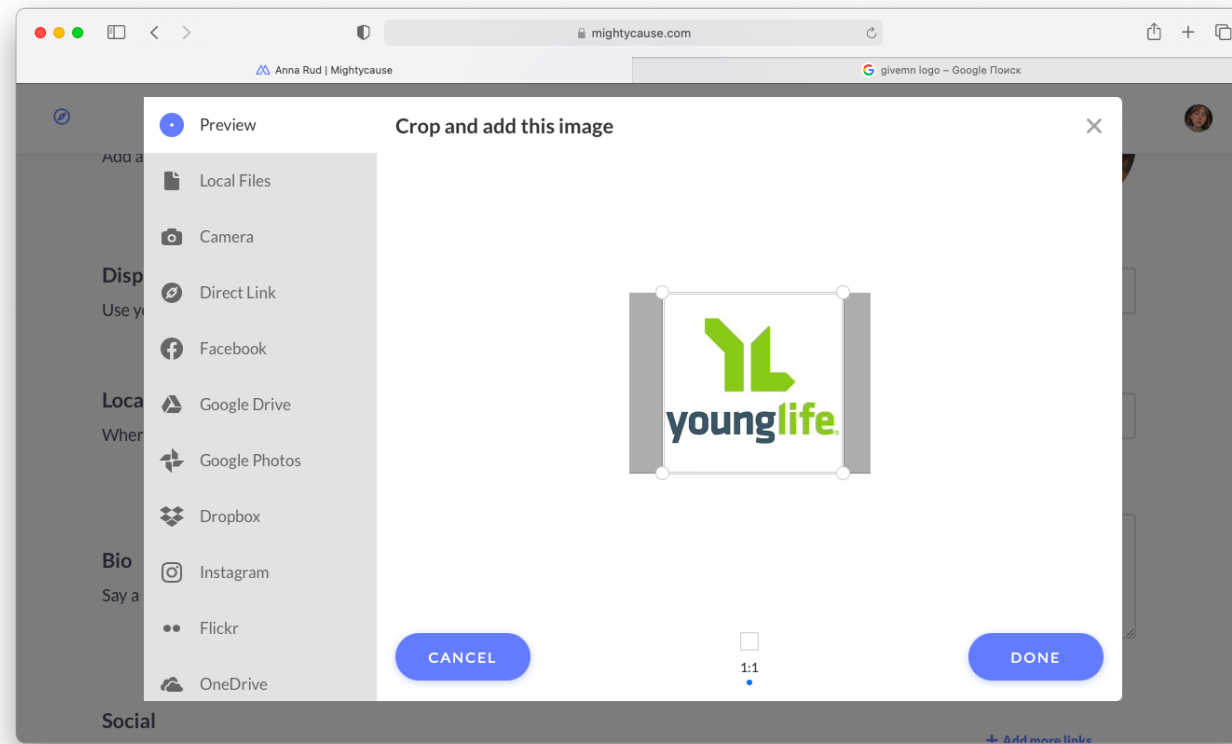 mightycause.com
Anna Rud | Mightycause
givemn logo – Google Поиск
Preview
Crop and add this image
Add a
Local Files
Camera
Disp
Direct Link
Use yo
Facebook
Loca
Google Drive
Wher
Google Photos
Dropbox
Bio
Instagram
Say a
Flickr
OneDrive
YL
younglife®
CANCEL
1:1
DONE
Social
+ Add more links